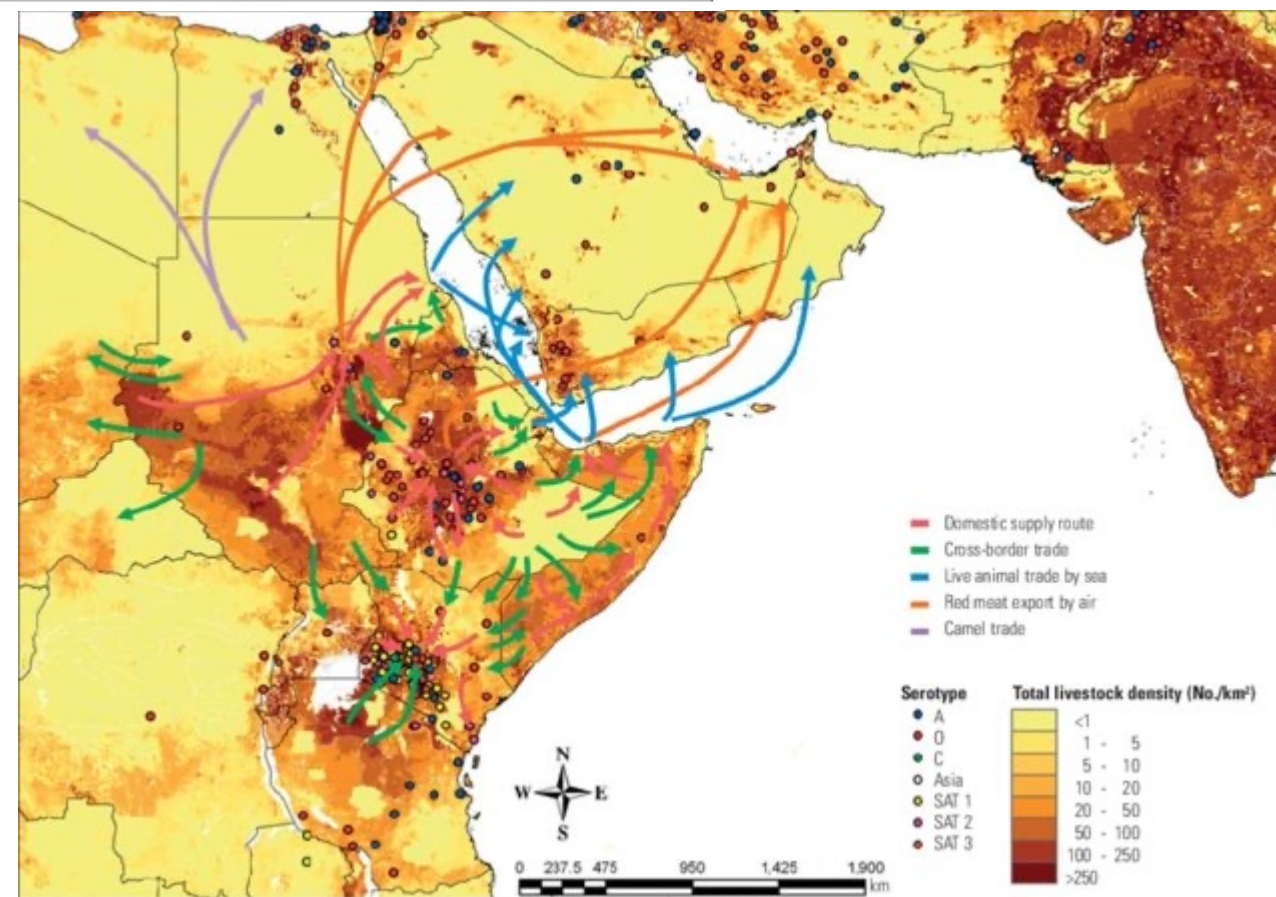 Domestic supply route
Cross-border trade
Live animal trade by sea
Red meat export by air
Camel trade
Serotype
A
O
C
Asia
SAT 1
SAT 2
SAT 3
Total livestock density (No./km²)
<1
1 - 5
5 - 10
10 - 20
20 - 50
50 - 100
100 - 250
>250
N
W E
S
0 237.5 475 950 1,425 1,900
km